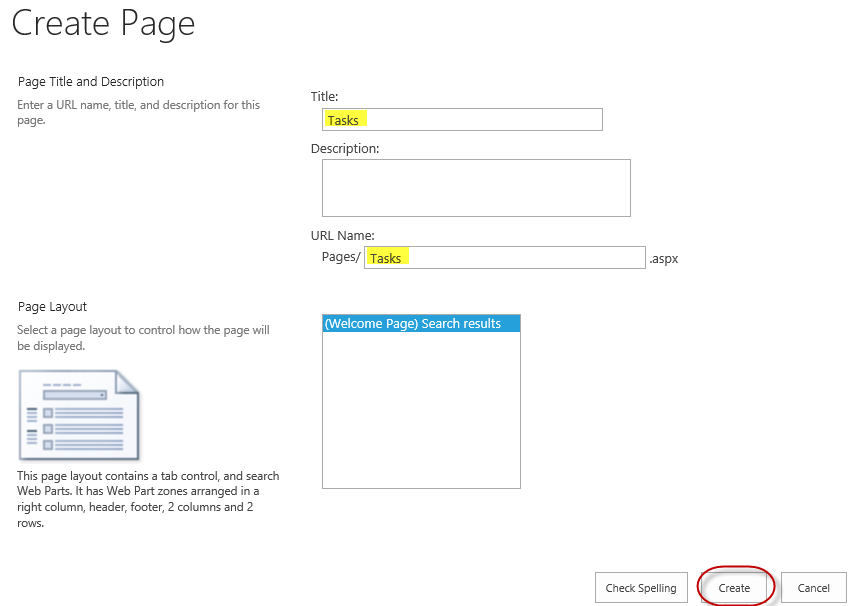 Create Page
Page Title and Description
Enter a URL name, title, and description for this
page.
Title:
Tasks
Description:
URL Name:
Pages/ Tasks .aspx
Page Layout
Select a page layout to control how the page will
be displayed.
(Welcome Page) Search results
This page layout contains a tab control, and search
Web Parts. It has Web Part zones arranged in a
right column, header, footer, 2 columns and 2
rows.
Check Spelling Create Cancel